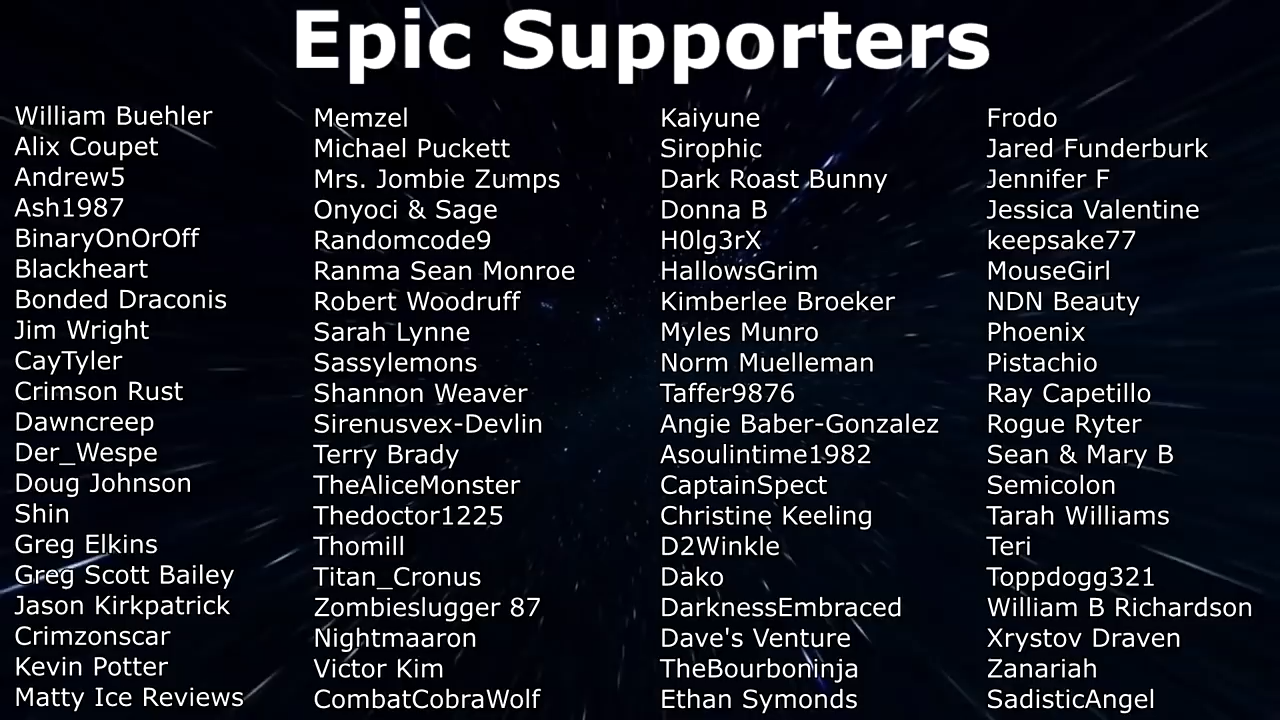 Epic Supporters
William Buehler
Alix Coupet
Andrew5
Ash1987
BinaryOnOrOff
Blackheart
Bonded Draconis
Jim Wright
CayTyler
Crimson Rust
Dawncreep
Der_Wespe
Doug Johnson
Shin
Greg Elkins
Greg Scott Bailey
Jason Kirkpatrick
Crimzonscar
Kevin Potter
Matty Ice Reviews
Memzel
Michael Puckett
Mrs. Jombie Zumps
Onyoci & Sage
Randomcode9
Ranma Sean Monroe
Robert Woodruff
Sarah Lynne
Sassylemons
Shannon Weaver
Sirenusvex-Devlin
Terry Brady
TheAliceMonster
Thedoctor1225
Thomill
Titan_Cronus
Zombieslugger 87
Nightmaaron
Victor Kim
CombatCobraWolf
Kaiyune
Sirophic
Dark Roast Bunny
Donna B
H0lg3rX
HallowsGrim
Kimberlee Broeker
Myles Munro
Norm Muelleman
Taffer9876
Angie Baber-Gonzalez
Asoulintime1982
CaptainSpect
Christine Keeling
D2Winkle
Dako
DarknessEmbraced
Dave's Venture
TheBourboninja
Ethan Symonds
Frodo
Jared Funderburk
Jennifer F
Jessica Valentine
keepsake77
MouseGirl
NDN Beauty
Phoenix
Pistachio
Ray Capetillo
Rogue Ryter
Sean & Mary B
Semicolon
Tarah Williams
Teri
Toppdogg321
William B Richardson
Xrystov Draven
Zanariah
SadisticAngel